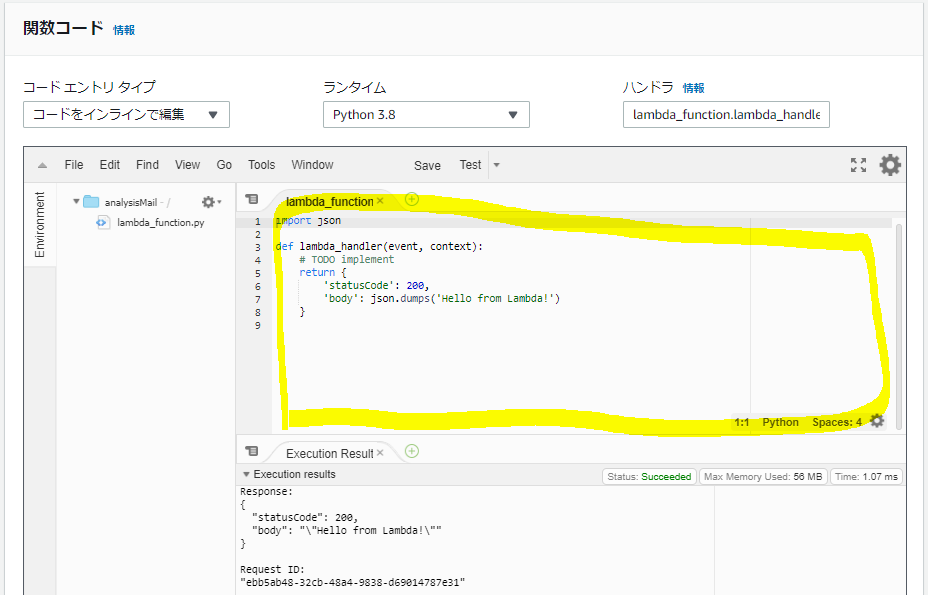 関数コード 情報
コード エントリ タイプ
ランタイム
ハンドラ 情報
コードをインラインで編集
Python 3.8
lambda_function.lambda_handle
File Edit Find View Go Tools Window Save Test
Environment
analysisMail - /
lambda_function.py
lambda_function ×
1 import json
2
3 def lambda_handler(event, context):
4 # TODO implement
5 return {
6 'statusCode': 200,
7 'body': json.dumps('Hello from Lambda!')
8 }
9
1:1 Python Spaces: 4
Execution Result ×
Execution results
Status: Succeeded Max Memory Used: 56 MB Time: 1.07 ms
Response:
{
"statusCode": 200,
"body": "\"Hello from Lambda!\""
}
Request ID:
"ebb5ab48-32cb-48a4-9838-d69014787e31"